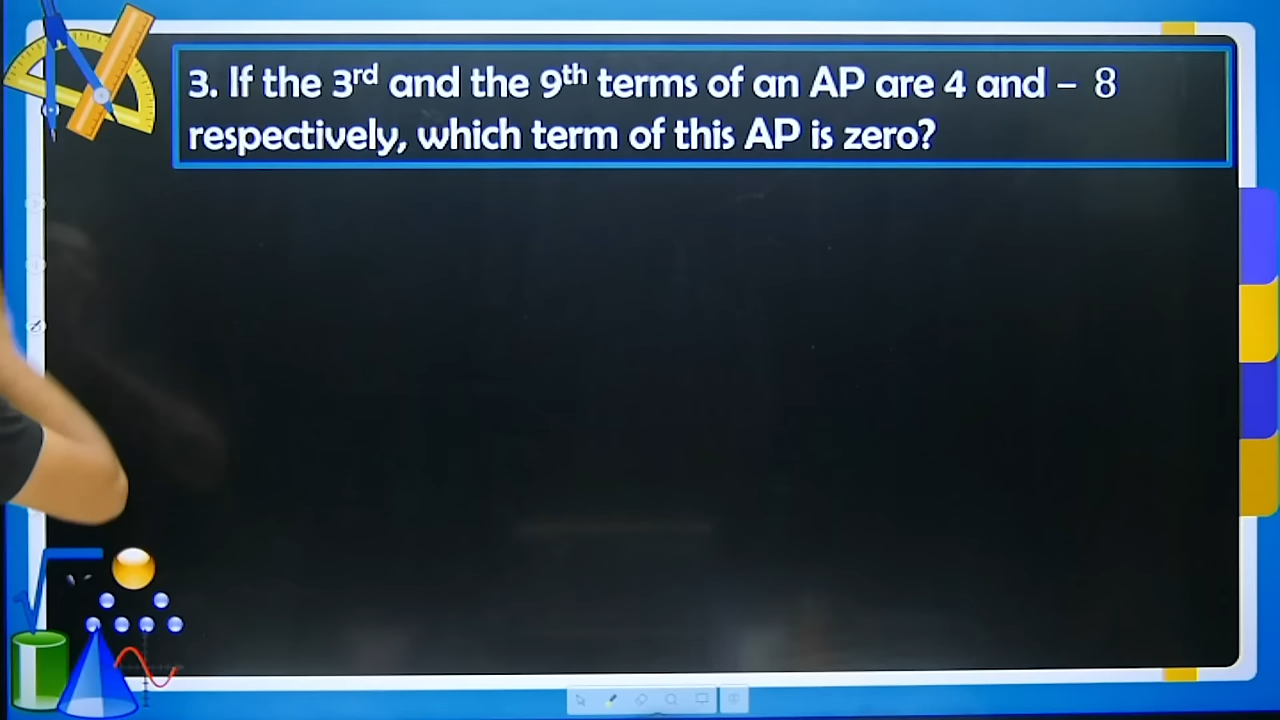 3. If the 3rd and the 9th terms of an AP are 4 and – 8
respectively, which term of this AP is zero?